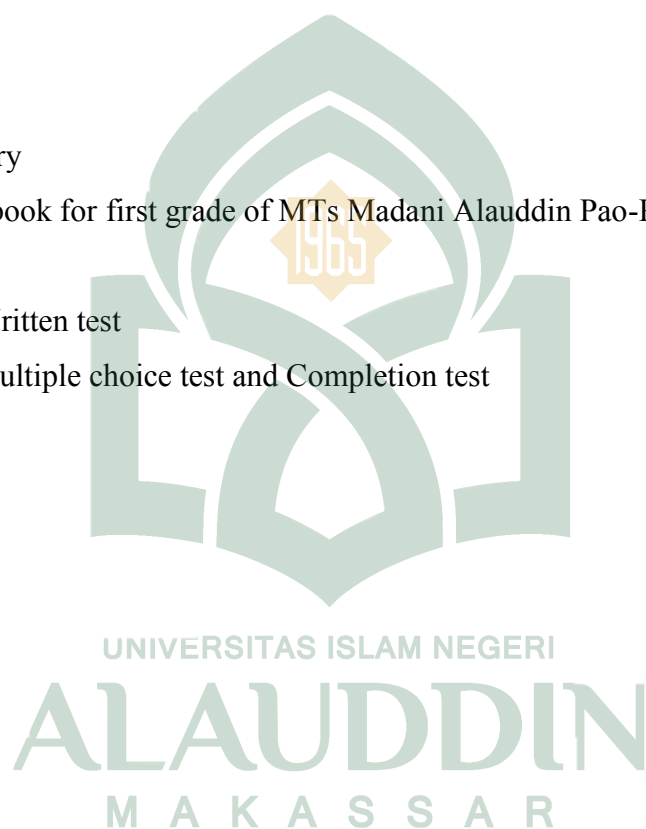 ry
book for first grade of MTs Madani Alauddin Pao-
1965
ritten test
ultiple choice test and Completion test
UNIVERSITAS ISLAM NEGERI
ALAUDDIN
MAKASSAR